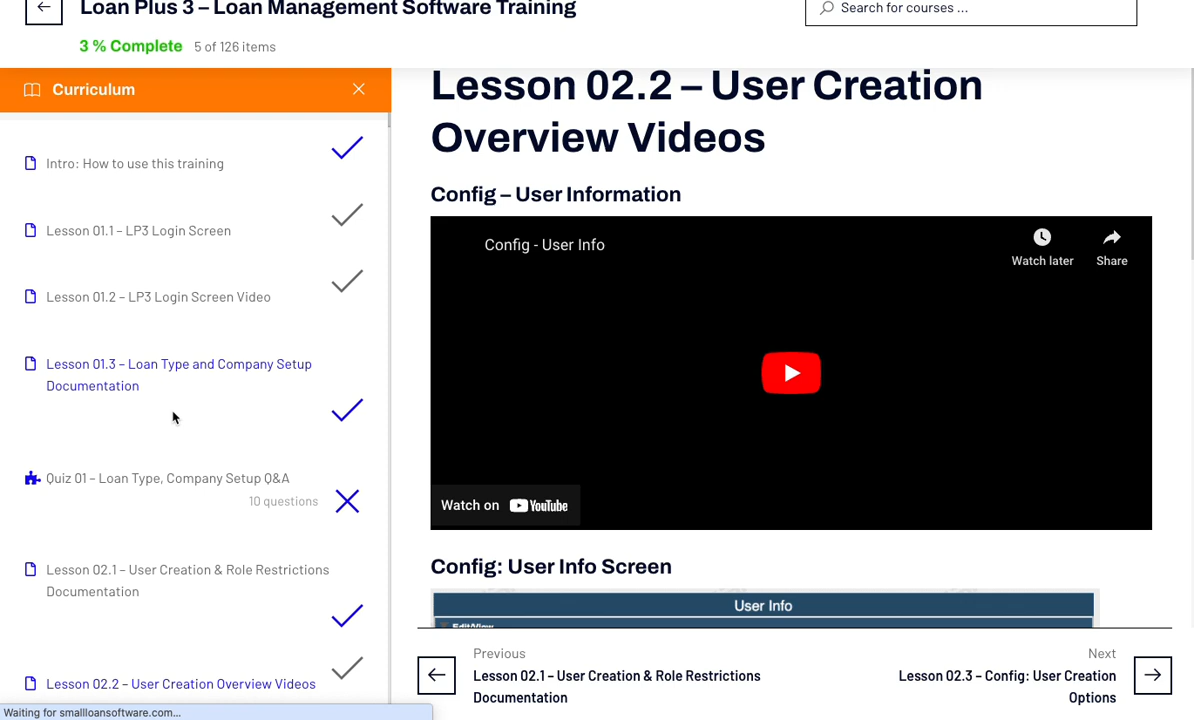 Loan Plus 3 – Loan Management Software Training
Search for courses ...
3 % Complete 5 of 126 items
Curriculum
Intro: How to use this training
Lesson 01.1 – LP3 Login Screen
Lesson 01.2 – LP3 Login Screen Video
Lesson 01.3 – Loan Type and Company Setup
Documentation
Quiz 01 – Loan Type, Company Setup Q&A
10 questions
Lesson 02.1 – User Creation & Role Restrictions
Documentation
Lesson 02.2 – User Creation Overview Videos
Waiting for smallloansoftware.com...
Lesson 02.2 – User Creation
Overview Videos
Config – User Information
Config - User Info
Watch later
Share
Watch on YouTube
Config: User Info Screen
User Info
Edit/View
Previous
Lesson 02.1 – User Creation & Role Restrictions
Documentation
Next
Lesson 02.3 – Config: User Creation
Options